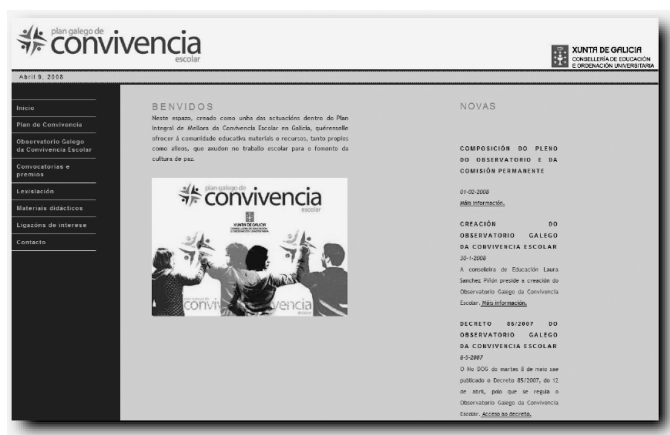 plan galego de
convivencia
escolar
XUNTA DE GALICIA
CONSELLERÍA DE EDUCACIÓN
E ORDENACIÓN UNIVERSITARIA
Abril 9, 2008
Inicio
Plan de Convivencia
Observatorio Galego
da Convivencia Escolar
Convocatorias e
premios
Lexislación
Materiais didácticos
Ligazóns de interese
Contacto
BENVIDOS
Neste espazo, creado como unha das actuacións dentro do Plan
Integral de Mellora da Convivencia Escolar en Galicia, quérenselle
ofrecer á comunidade educativa materiais e recursos, tanto propios
como alleos, que axuden no traballo escolar para o fomento da
cultura de paz.
plan galego de
convivencia
escolar
XUNTA DE GALICIA
conviv
vencia
NOVAS
COMPOSICIÓN DO PLENO
DO OBSERVATORIO E DA
COMISIÓN PERMANENTE
01-02-2008
Máis información.
CREACIÓN DO
OBSERVATORIO GALEGO
DA CONVIVENCIA ESCOLAR
30-1-2008
A conselleira de Educación Laura
Sánchez Piñón preside a creación do
Observatorio Galego da Convivencia
Escolar. Máis información.
DECRETO 85/2007 DO
OBSERVATORIO GALEGO
DA CONVIVENCIA ESCOLAR
8-5-2007
O No DOG do martes 8 de maio sae
publicado o Decreto 85/2007, do 12
de abril, polo que se regula o
Observatorio Galego da Convivencia
Escolar. Acceso ao decreto.